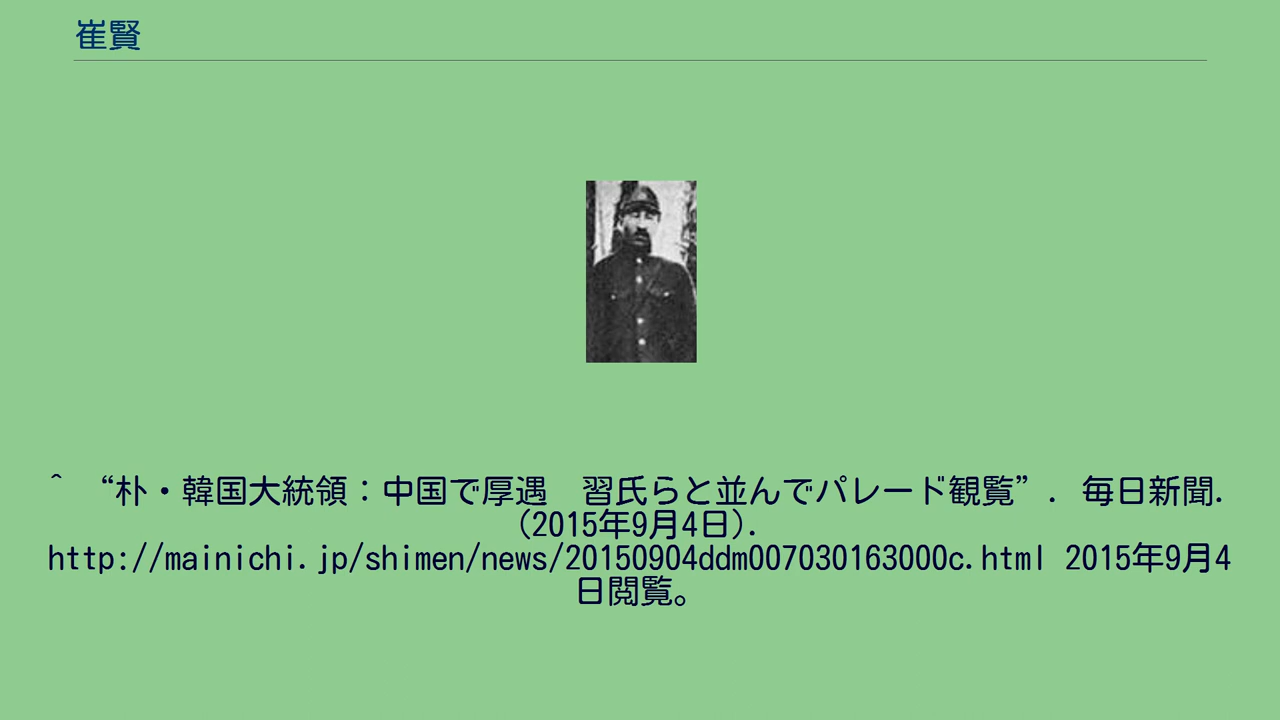 崔賢
^ “朴・韓国大統領：中国で厚遇　習氏らと並んでパレード観覧”. 毎日新聞.
(2015年9月4日).
http://mainichi.jp/shimen/news/20150904ddm007030163000c.html 2015年9月4
日閲覧。